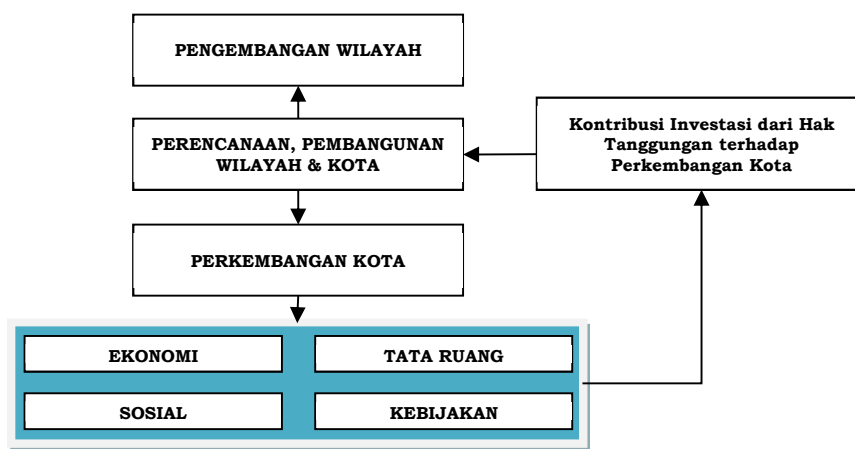 PENGEMBANGAN WILAYAH
PERENCANAAN, PEMBANGUNAN
WILAYAH & KOTA
Kontribusi Investasi dari Hak
Tanggungan terhadap
Perkembangan Kota
PERKEMBANGAN KOTA
EKONOMI
TATA RUANG
SOSIAL
KEBIJAKAN